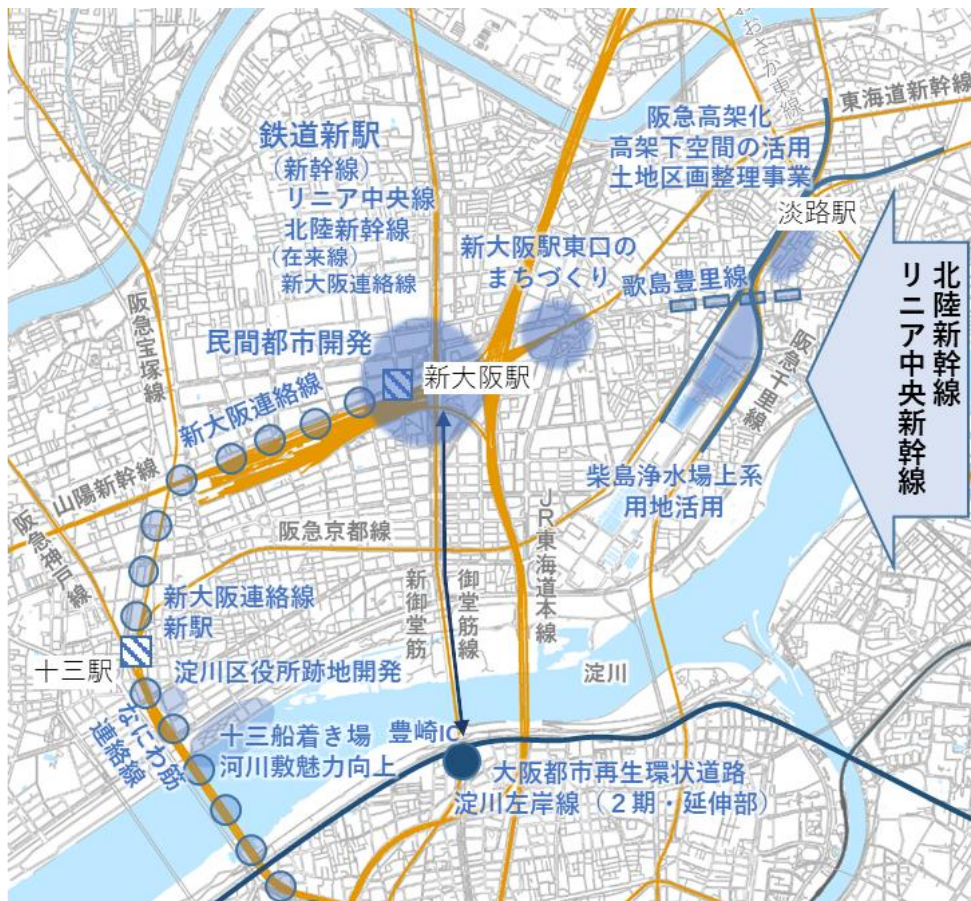 おおさか東線
東海道新幹線
阪急高架化
高架下空間の活用
土地区画整理事業
淡路駅
鉄道新駅
(新幹線)
リニア中央線
北陸新幹線
(在来線)
新大阪連絡線
新大阪駅東口の
まちづくり
歌島豊里線
北陸新幹線
リニア中央新幹線
阪急宝塚線
民間都市開発
新大阪駅
阪急千里線
新大阪連絡線
山陽新幹線
柴島浄水場上系
用地活用
阪急神戸線
阪急京都線
JR東海道本線
新御堂筋
御堂筋線
新大阪連絡線
新駅
十三駅
淀川区役所跡地開発
淀川
なにわ筋
連絡線
十三船着き場
河川敷魅力向上
豊崎IC
大阪都市再生環状道路
淀川左岸線（2期・延伸部）